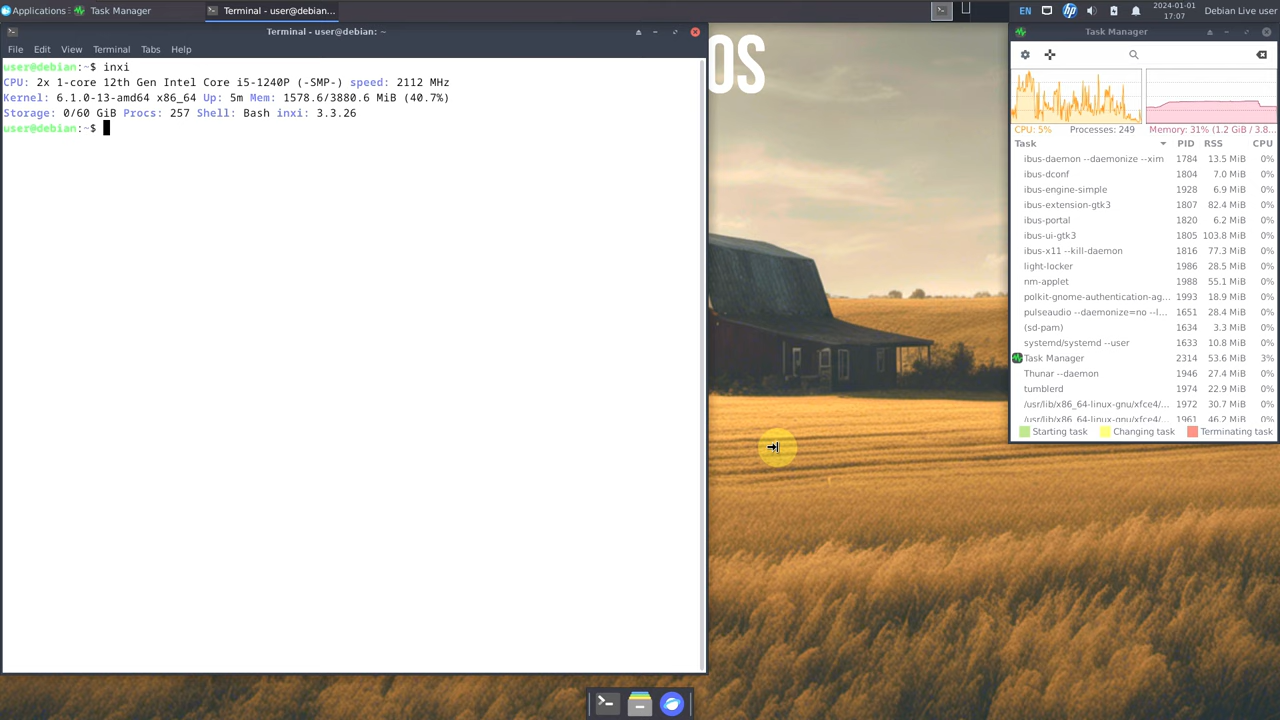 Applications
Task Manager
Terminal - user@debian...
EN
hp
2024-01-01
17:07
Debian Live user
Terminal - user@debian: ~
File Edit View Terminal Tabs Help
user@debian:~$ inxi
CPU: 2x 1-core 12th Gen Intel Core i5-1240P (-SMP-) speed: 2112 MHz
Kernel: 6.1.0-13-amd64 x86_64 Up: 5m Mem: 1578.6/3880.6 MiB (40.7%)
Storage: 0/60 GiB Procs: 257 Shell: Bash inxi: 3.3.26
user@debian:~$
OS
Task Manager
CPU: 5% Processes: 249 Memory: 31% (1.2 GiB / 3.8...
Task PID RSS CPU
ibus-daemon --daemonize --xim 1784 13.5 MiB 0%
ibus-dconf 1804 7.0 MiB 0%
ibus-engine-simple 1928 6.9 MiB 0%
ibus-extension-gtk3 1807 82.4 MiB 0%
ibus-portal 1820 6.2 MiB 0%
ibus-ui-gtk3 1805 103.8 MiB 0%
ibus-x11 --kill-daemon 1816 77.3 MiB 0%
light-locker 1986 28.5 MiB 0%
nm-applet 1988 55.1 MiB 0%
polkit-gnome-authentication-ag... 1993 18.9 MiB 0%
pulseaudio --daemonize=no --l... 1651 28.4 MiB 0%
(sd-pam) 1634 3.3 MiB 0%
systemd/systemd --user 1633 10.8 MiB 0%
Task Manager 2314 53.6 MiB 3%
Thunar --daemon 1946 27.4 MiB 0%
tumblerd 1974 22.9 MiB 0%
/usr/lib/x86_64-linux-gnu/xfce4/... 1972 30.7 MiB 0%
/usr/lib/x86_64-linux-gnu/xfce4/... 1961 46.2 MiB 0%
Starting task Changing task Terminating task